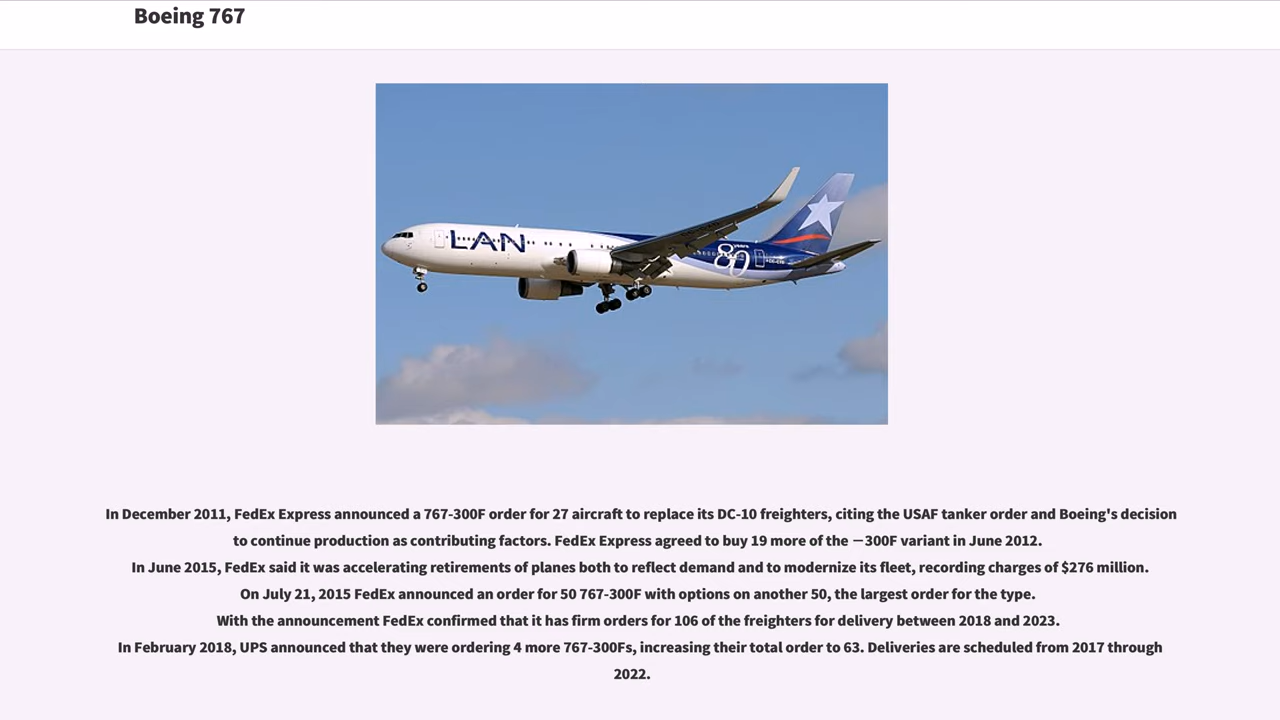 Boeing 767
LAN
80
In December 2011, FedEx Express announced a 767-300F order for 27 aircraft to replace its DC-10 freighters, citing the USAF tanker order and Boeing's decision
to continue production as contributing factors. FedEx Express agreed to buy 19 more of the −300F variant in June 2012.
In June 2015, FedEx said it was accelerating retirements of planes both to reflect demand and to modernize its fleet, recording charges of $276 million.
On July 21, 2015 FedEx announced an order for 50 767-300F with options on another 50, the largest order for the type.
With the announcement FedEx confirmed that it has firm orders for 106 of the freighters for delivery between 2018 and 2023.
In February 2018, UPS announced that they were ordering 4 more 767-300Fs, increasing their total order to 63. Deliveries are scheduled from 2017 through
2022.